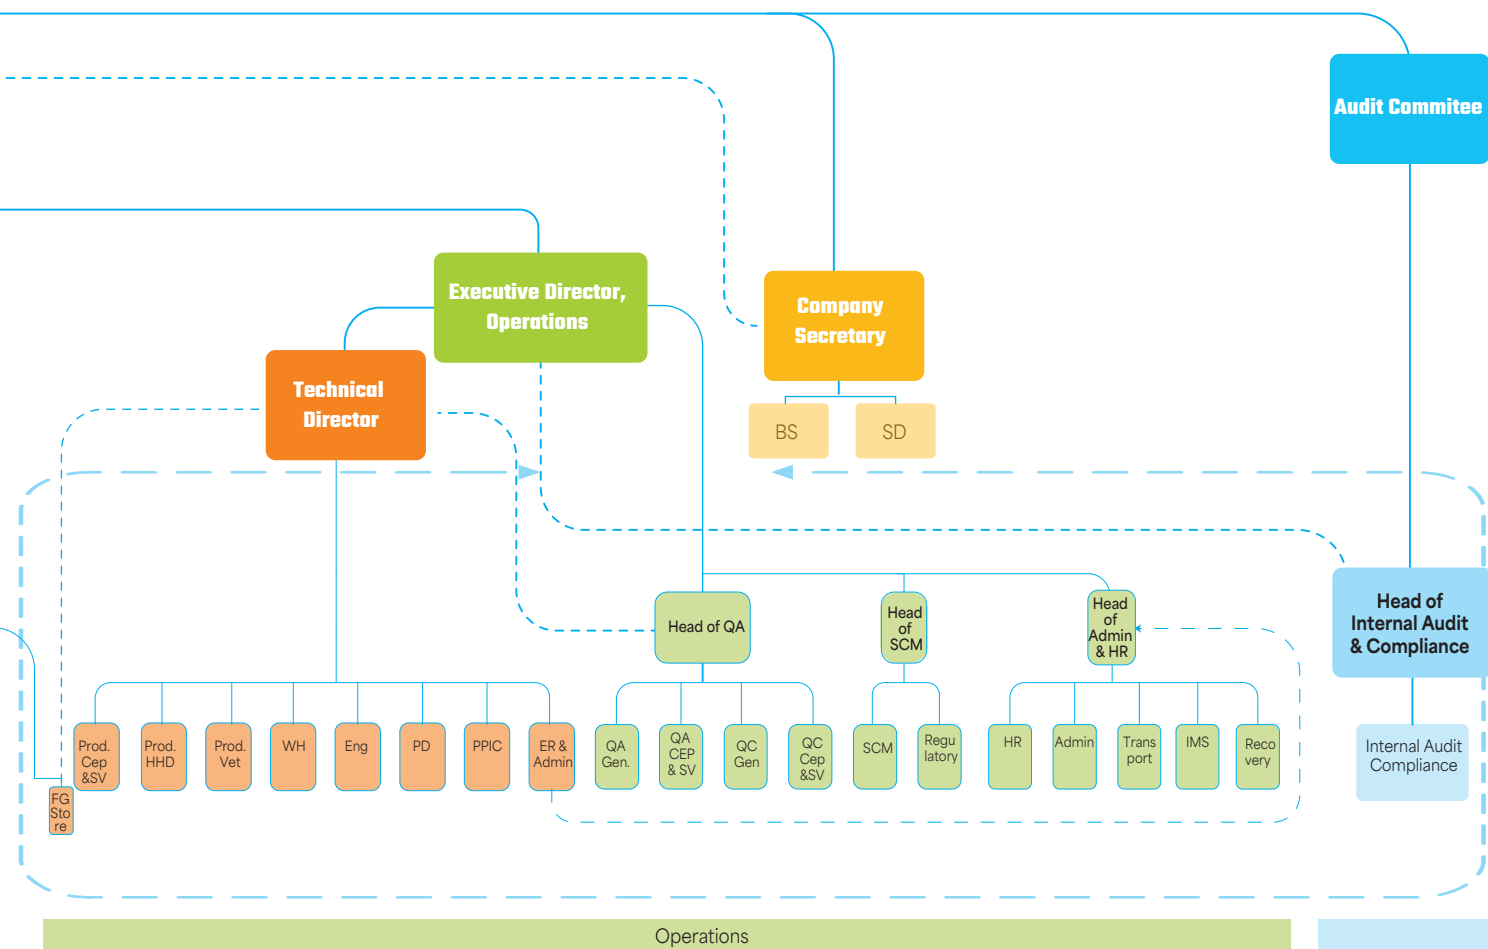 Audit Commitee
Executive Director,
Operations
Company
Secretary
Technical
Director
BS
SD
Head of
Internal Audit
& Compliance
Head of QA
Head
of
SCM
Head
of
Admin
& HR
Prod.
Cep
&SV
Prod.
HHD
Prod.
Vet
WH
Eng
PD
PPIC
ER &
Admin
QA
Gen.
QA
CEP
& SV
QC
Gen
QC
Cep
&SV
SCM
Regu
latory
HR
Admin
Trans
port
IMS
Reco
very
Internal Audit
Compliance
FG
Sto
re
Operations